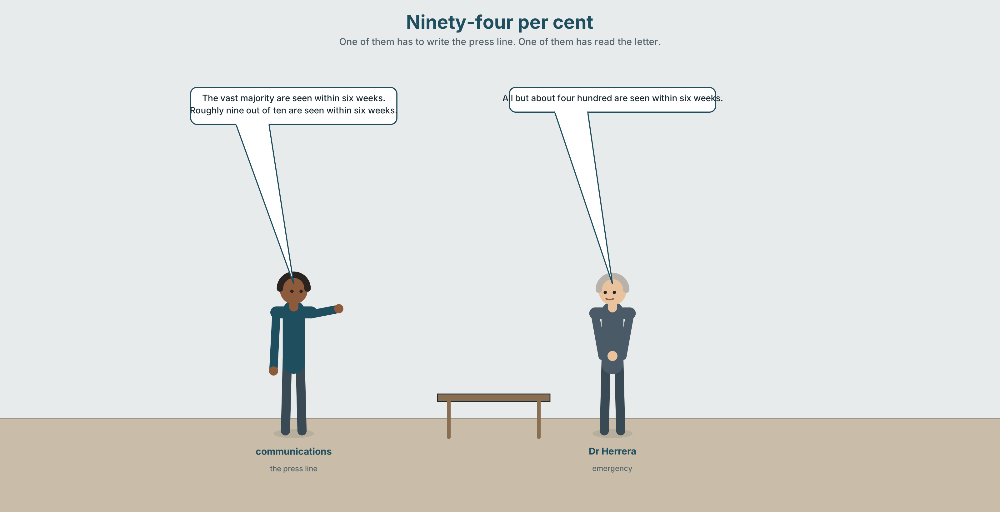 Ninety-four per cent
One of them has to write the press line. One of them has read the letter.
The vast majority are seen within six weeks.
Roughly nine out of ten are seen within six weeks.
All but about four hundred are seen within six weeks.
communications
the press line
Dr Herrera
emergency